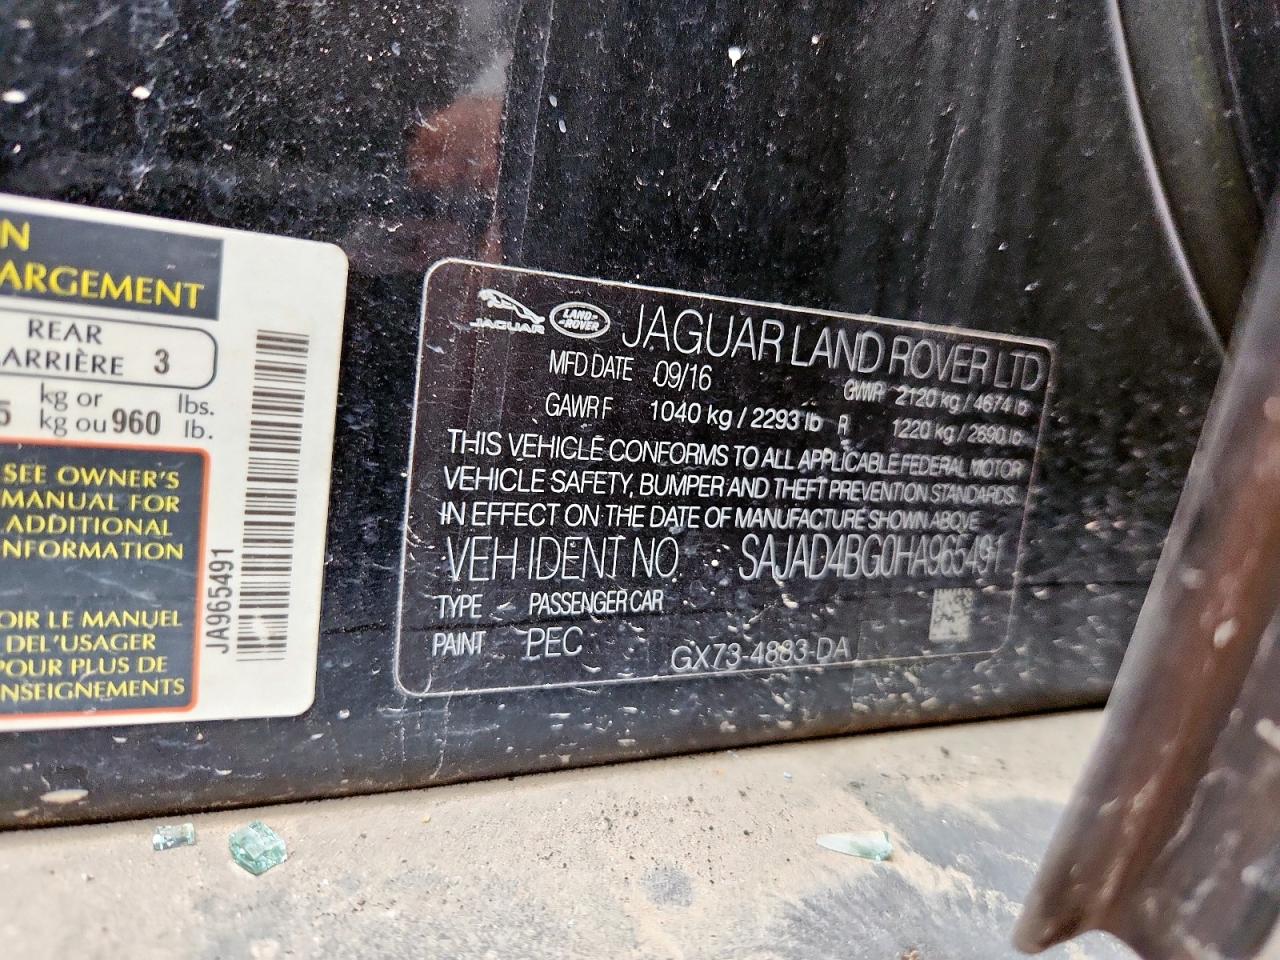 N
ARGEMENT
REAR
ARRIÈRE 3
5 kg or 960 lbs.
kg ou lb.
SEE OWNER'S
MANUAL FOR
ADDITIONAL
NFORMATION
OIR LE MANUEL
DEL'USAGER
POUR PLUS DE
NSEIGNEMENTS
JA965491
JAGUAR LAND ROVER JAGUAR LAND ROVER LTD
MFD DATE 09/16 GWVR 2120 kg / 4674 lb
GAWR F 1040 kg / 2293 lb R 1220 kg / 2690 lb
THIS VEHICLE CONFORMS TO ALL APPLICABLE FEDERAL MOTOR
VEHICLE SAFETY, BUMPER AND THEFT PREVENTION STANDARDS
IN EFFECT ON THE DATE OF MANUFACTURE SHOWN ABOVE
VEH IDENT NO SAJAD4BG0HA965491
TYPE PASSENGER CAR
PAINT PEC
GX73-4883-DA